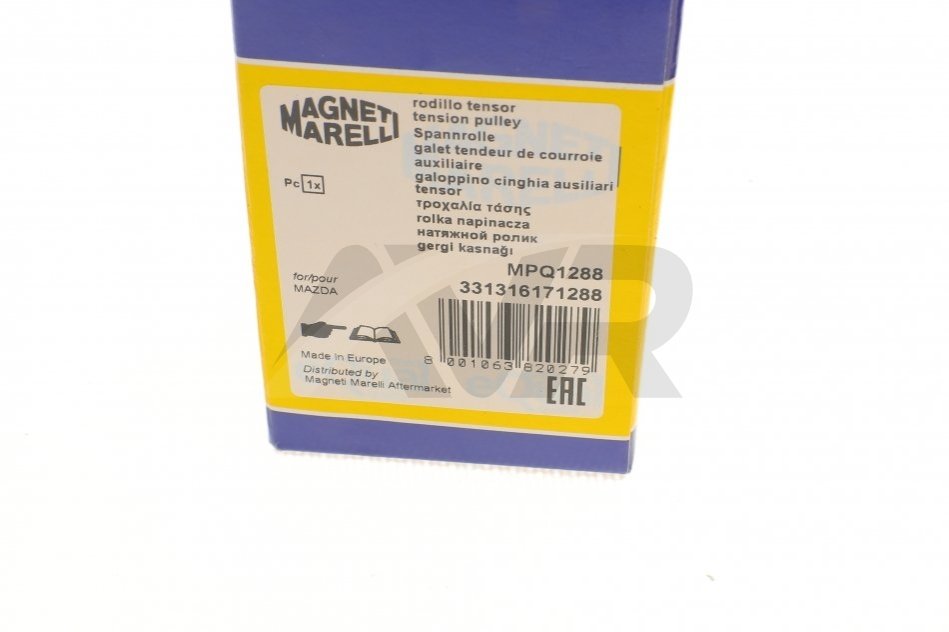 MAGNETI
MARELLI
Pc 1x
rodillo tensor
tension pulley
Spannrolle
galet tendeur de courroie
auxiliaire
galoppino cinghia ausiliari
tensor
τροχαλία τάσης
rolka napinacza
натяжной ролик
gergi kasnağı
MPQ1288
331316171288
for/pour
MAZDA
Made in Europe
Distributed by
Magneti Marelli Aftermarket
8 001063 820279
EAC
AVR